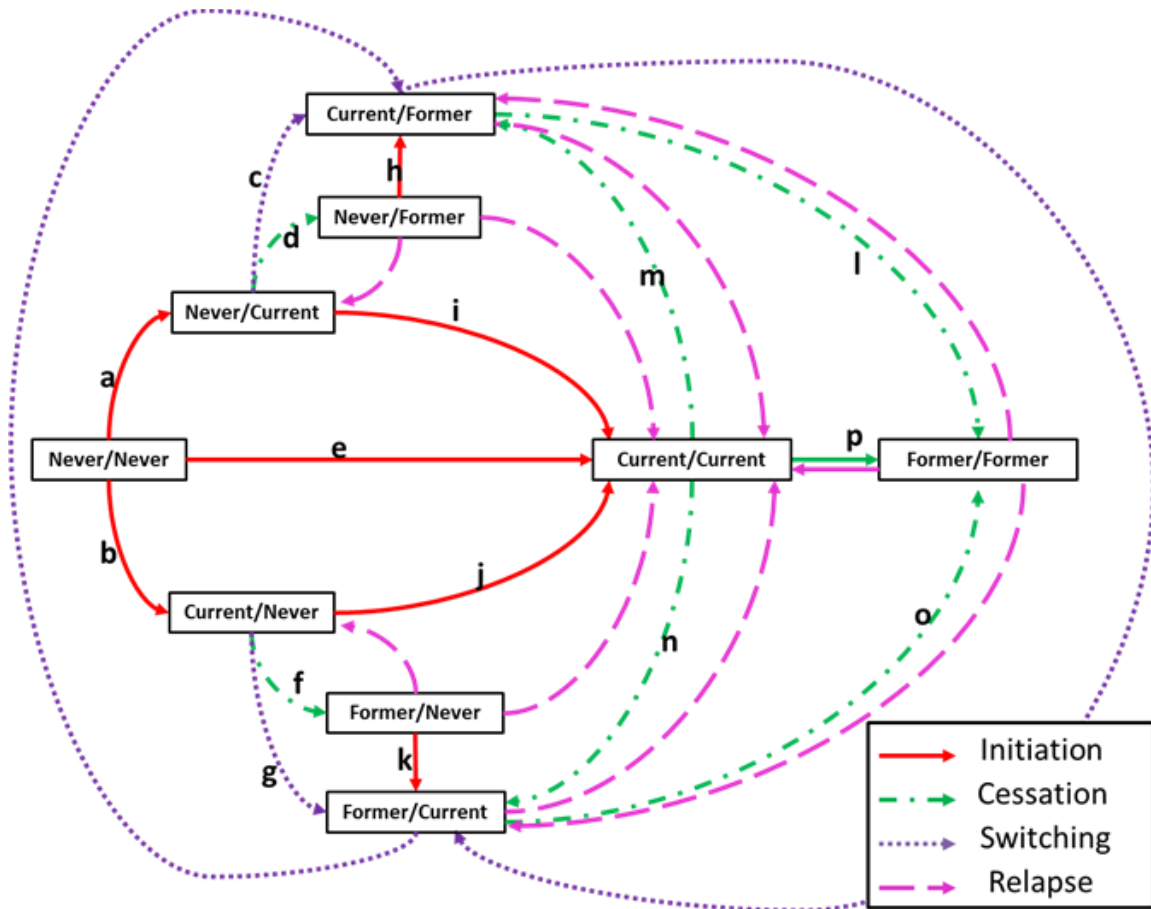 Current/Former
c
h
Never/Former
d
m
l
Never/Current
i
a
Never/Never
e
Current/Current
p
Former/Former
b
j
Current/Never
o
n
f
Former/Never
g
k
Former/Current
Initiation
Cessation
Switching
Relapse